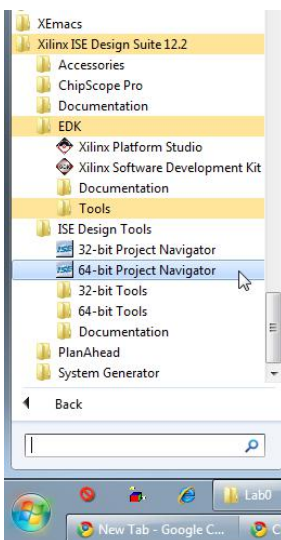 XEmacs
Xilinx ISE Design Suite 12.2
Accessories
ChipScope Pro
Documentation
EDK
Xilinx Platform Studio
Xilinx Software Development Kit
Documentation
Tools
ISE Design Tools
32-bit Project Navigator
64-bit Project Navigator
32-bit Tools
64-bit Tools
Documentation
PlanAhead
System Generator
Back
Lab0
New Tab - Google C...